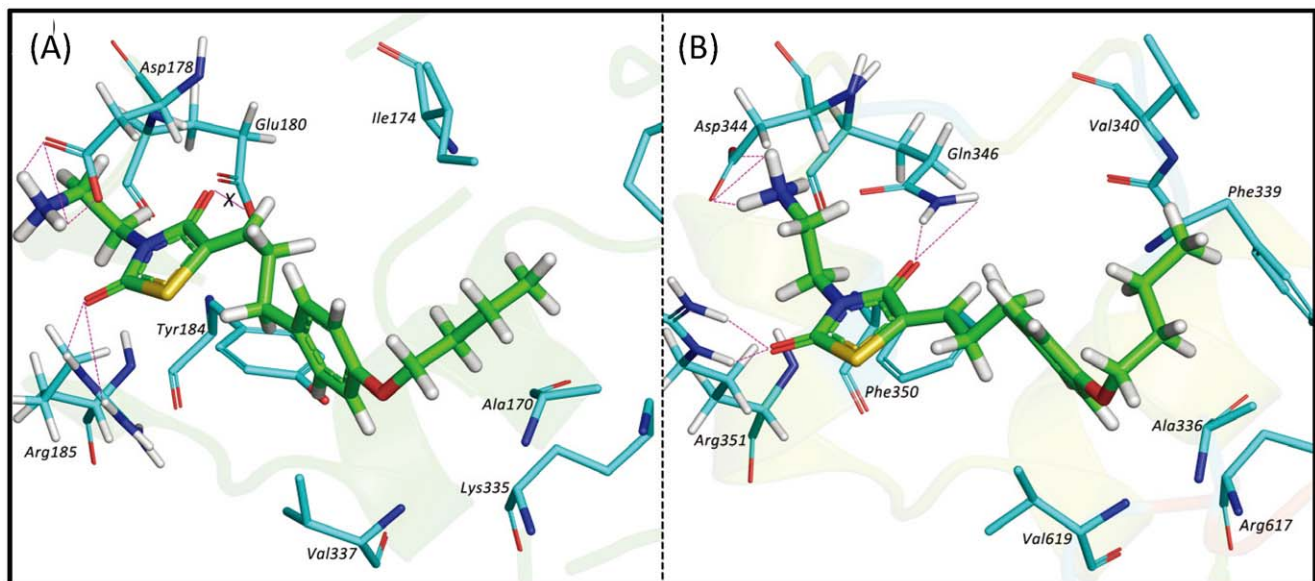 (A)
Asp178
Glu180
Ile174
X
Tyr184
Arg185
Ala170
Lys335
Val337
(B)
Asp344
Gln346
Val340
Phe339
Phe350
Arg351
Ala336
Arg617
Val619